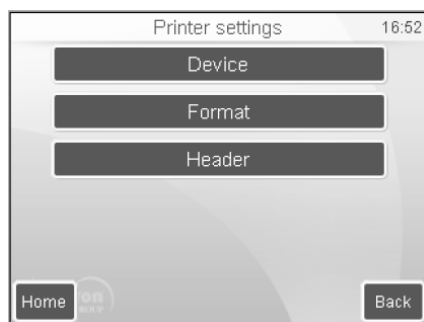 Printer settings 16:52
Device
Format
Header
Home
Back